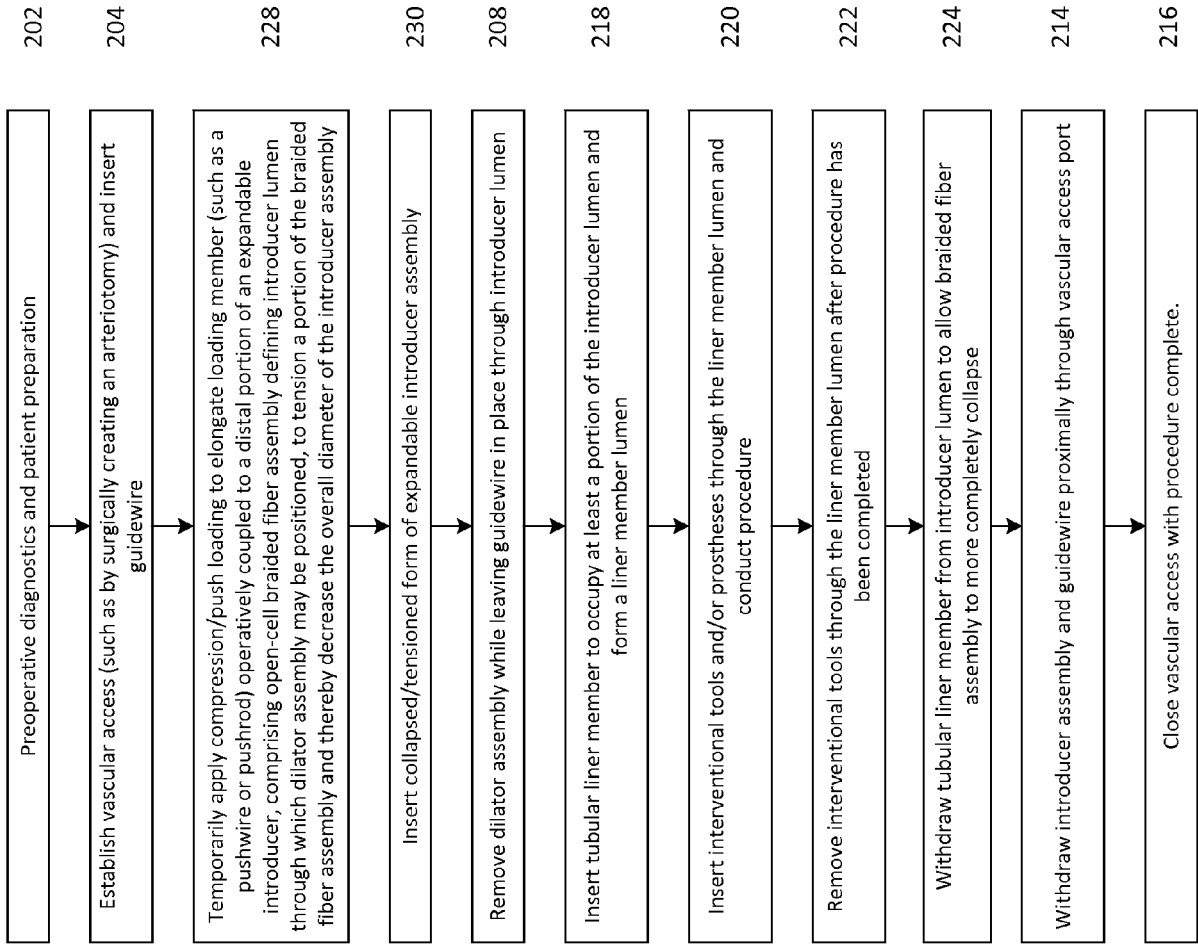 Preoperative diagnostics and patient preparation
202
Establish vascular access (such as by surgically creating an arteriotomy) and insert
guidewire
204
Temporarily apply compression/push loading to elongate loading member (such as a
pushwire or pushrod) operatively coupled to a distal portion of an expandable
introducer, comprising open-cell braided fiber assembly defining introducer lumen
through which dilator assembly may be positioned, to tension a portion of the braided
fiber assembly and thereby decrease the overall diameter of the introducer assembly
228
Insert collapsed/tensioned form of expandable introducer assembly
230
Remove dilator assembly while leaving guidewire in place through introducer lumen
208
Insert tubular liner member to occupy at least a portion of the introducer lumen and
form a liner member lumen
218
Insert interventional tools and/or prostheses through the liner member lumen and
conduct procedure
220
Remove interventional tools through the liner member lumen after procedure has
been completed
222
Withdraw tubular liner member from introducer lumen to allow braided fiber
assembly to more completely collapse
224
Withdraw introducer assembly and guidewire proximally through vascular access port
214
Close vascular access with procedure complete.
216